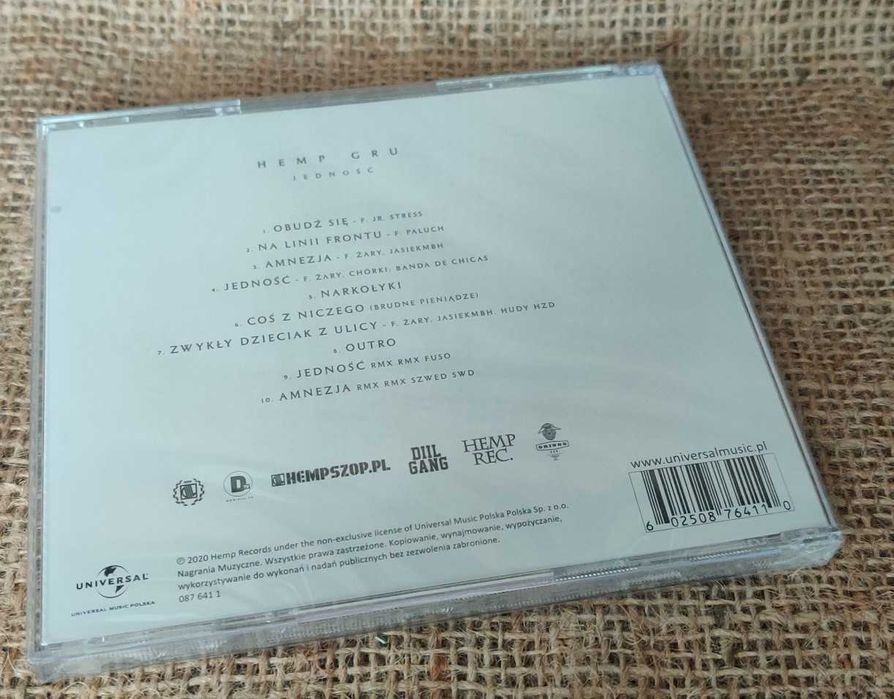 HEMP GRU
JEDNOŚĆ
1. OBUDŹ SIĘ - F. JR. STRESS
2. NA LINII FRONTU - F. PALUCH
3. AMNEZJA - F. ŻARY, JASIEKMBH
4. JEDNOŚĆ - F. ŻARY, CHÓRKI, BANDA DE CHICAS
5. NARKOŁYKI
6. COŚ Z NICZEGO (BRUDNE PIENIĄDZE)
7. ZWYKŁY DZIECIAK Z ULICY - F. ŻARY, JASIEKMBH, HUDY HZD
8. OUTRO
9. JEDNOŚĆ RMX RMX FUSO
10. AMNEZJA RMX RMX SZWED SWD
HEMPSZOP.PL
DIIL
GANG
HEMP
REC.
www.universalmusic.pl
6 02508 76411 0
℗ 2020 Hemp Records under the non-exclusive license of Universal Music Polska Polska Sp. z o.o.
Nagrania Muzyczne. Wszystkie prawa zastrzeżone. Kopiowanie, wynajmowanie, wypożyczanie,
wykorzystywanie do wykonań i nadań publicznych bez zezwolenia zabronione.
087 641 1
UNIVERSAL
UNIVERSAL MUSIC POLSKA